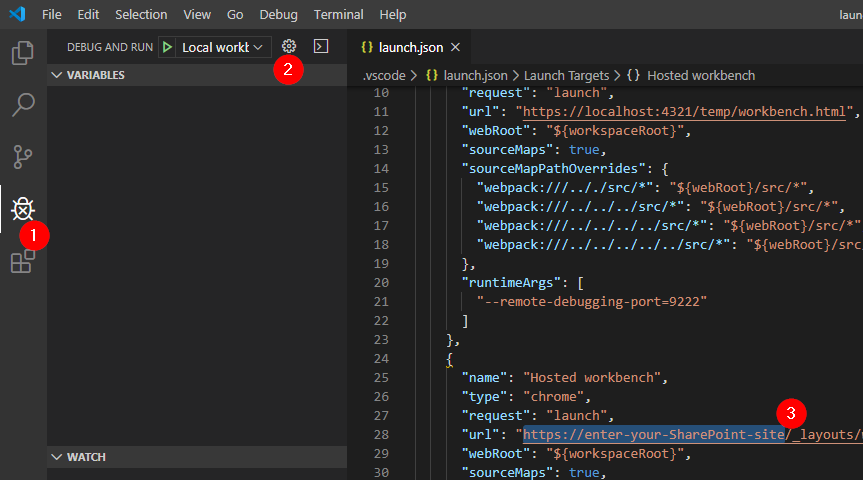 File Edit Selection View Go Debug Terminal Help laun
DEBUG AND RUN Local workb
2
launch.json
VARIABLES
.vscode > launch.json > Launch Targets > {} Hosted workbench
10 "request": "launch",
11 "url": "https://localhost:4321/temp/workbench.html",
12 "webRoot": "${workspaceRoot}",
13 "sourceMaps": true,
14 "sourceMapPathOverrides": {
15 "webpack:///.././src/*": "${webRoot}/src/*",
16 "webpack:///../../../src/*": "${webRoot}/src/*",
17 "webpack:///../../../../src/*": "${webRoot}/src/*"
18 "webpack:///../../../../../src/*": "${webRoot}/src
19 },
20 "runtimeArgs": [
21 "--remote-debugging-port=9222"
22 ]
23 },
24 {
25 "name": "Hosted workbench",
26 "type": "chrome",
27 "request": "launch",
28 "url": "https://enter-your-SharePoint-site/_layouts/
29 "webRoot": "${workspaceRoot}",
30 "sourceMaps": true,
1
3
WATCH